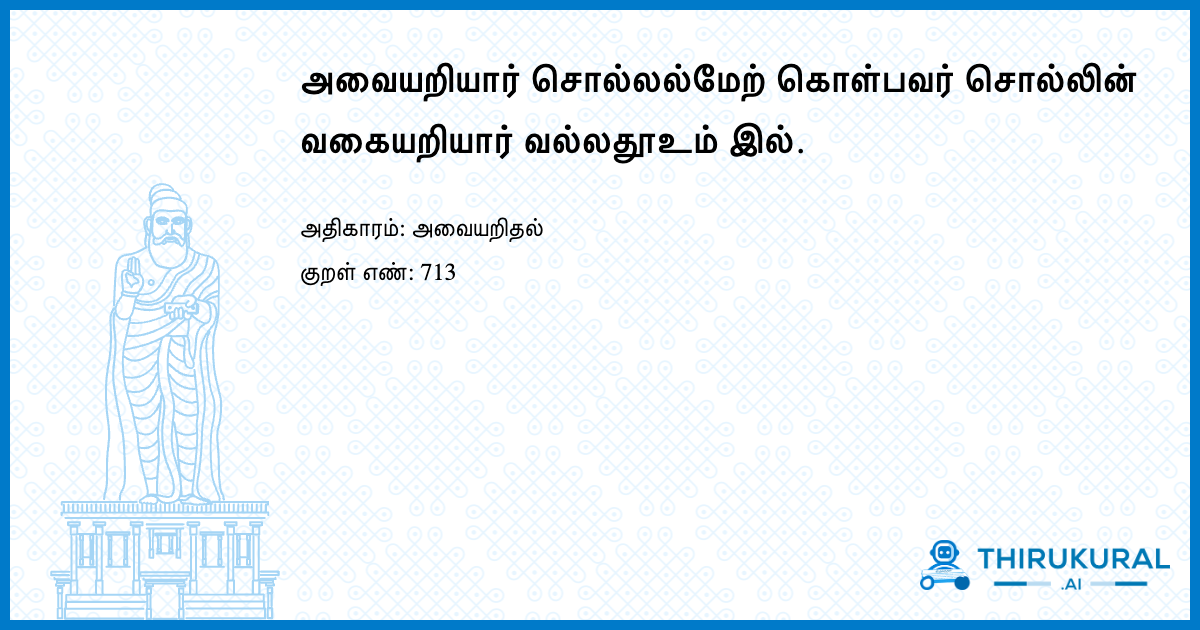 அவையறியார் சொல்லல்மேற் கொள்பவர் சொல்லின்
வகையறியார் வல்லதூஉம் இல்.
அதிகாரம்: அவையறிதல்
குறள் எண்: 713
THIRUKURAL
.AI